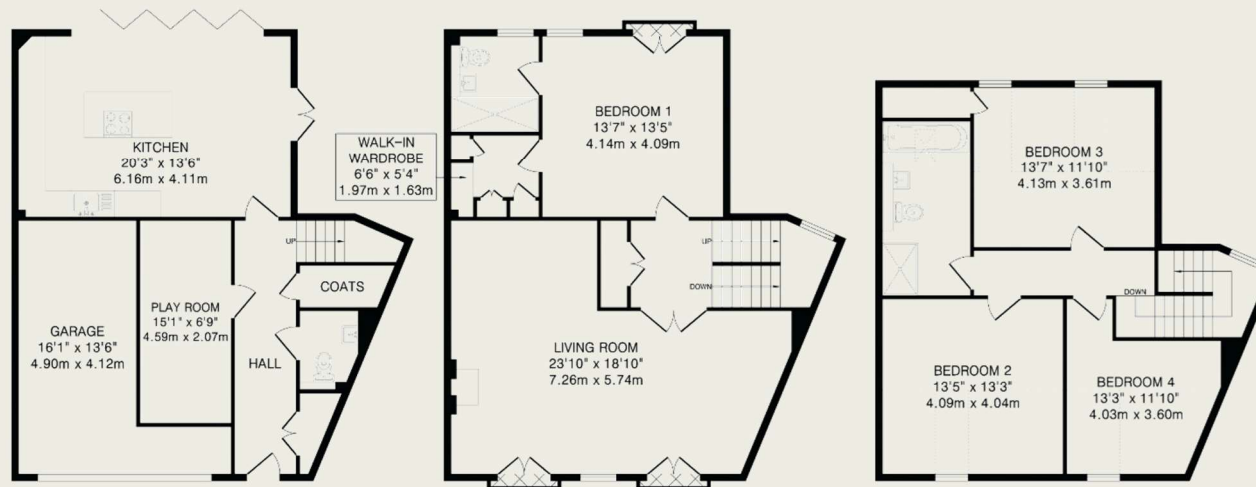 KITCHEN
20'3" x 13'6"
6.16m x 4.11m
UP
COATS
PLAY ROOM
15'1" x 6'9"
4.59m x 2.07m
GARAGE
16'1" x 13'6"
4.90m x 4.12m
HALL
WALK-IN
WARDROBE
6'6" x 5'4"
1.97m x 1.63m
BEDROOM 1
13'7" x 13'5"
4.14m x 4.09m
UP
DOWN
LIVING ROOM
23'10" x 18'10"
7.26m x 5.74m
BEDROOM 3
13'7" x 11'10"
4.13m x 3.61m
DOWN
BEDROOM 2
13'5" x 13'3"
4.09m x 4.04m
BEDROOM 4
13'3" x 11'10"
4.03m x 3.60m